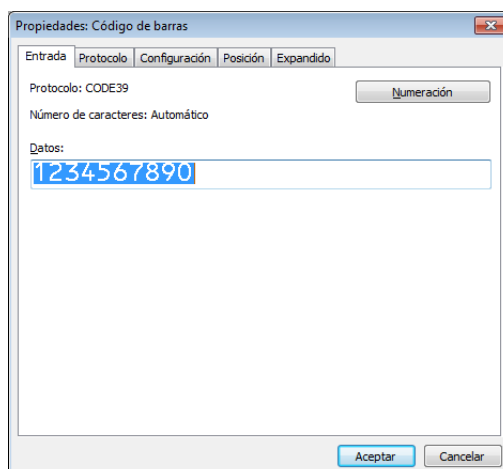 Propiedades: Código de barras
Entrada Protocolo Configuración Posición Expandido
Protocolo: CODE39
Numeración
Número de caracteres: Automático
Datos:
1234567890
Aceptar Cancelar